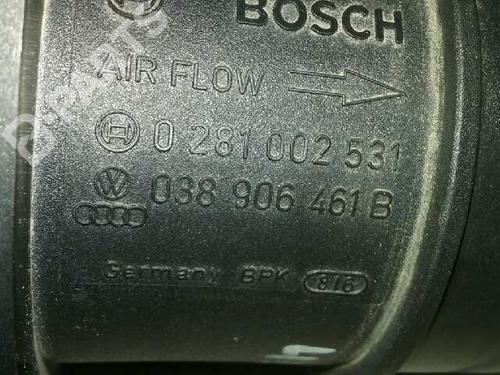 BOSCH
AIR FLOW
0 281 002 531
038 906 461 B
Germany BPK 816